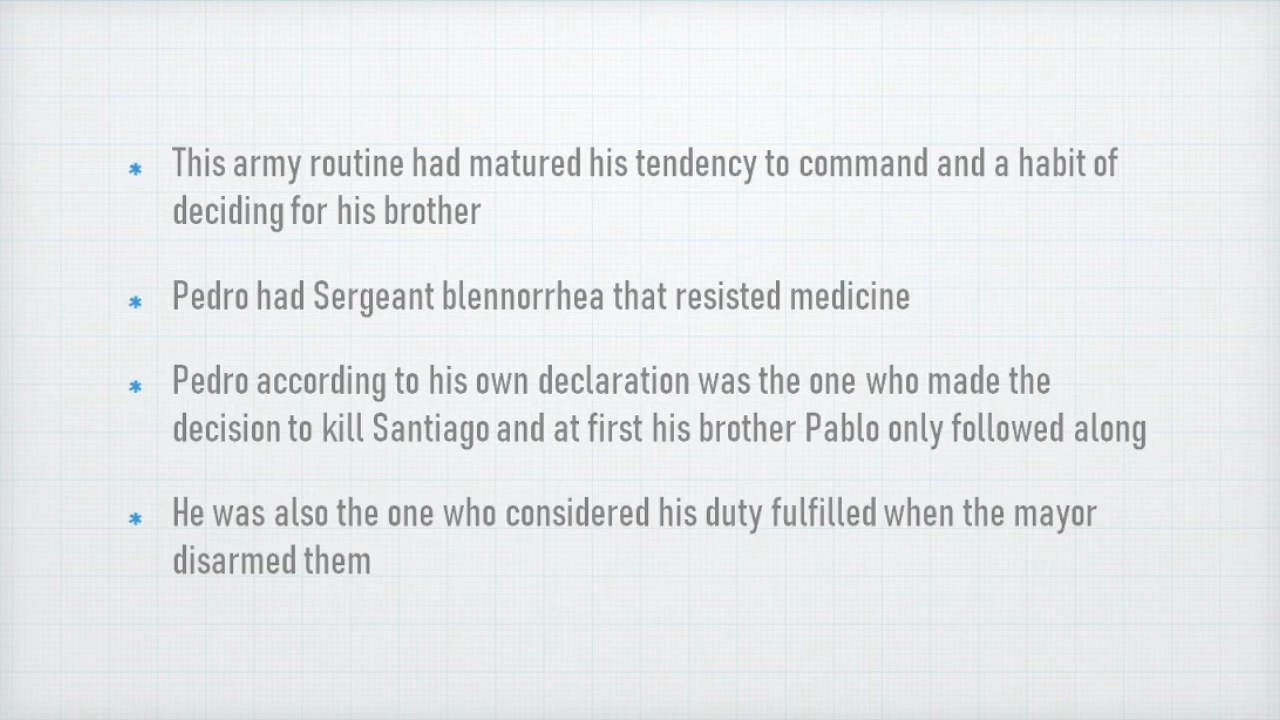 * This army routine had matured his tendency to command and a habit of
deciding for his brother
* Pedro had Sergeant blennorrhea that resisted medicine
* Pedro according to his own declaration was the one who made the
decision to kill Santiago and at first his brother Pablo only followed along
* He was also the one who considered his duty fulfilled when the mayor
disarmed them